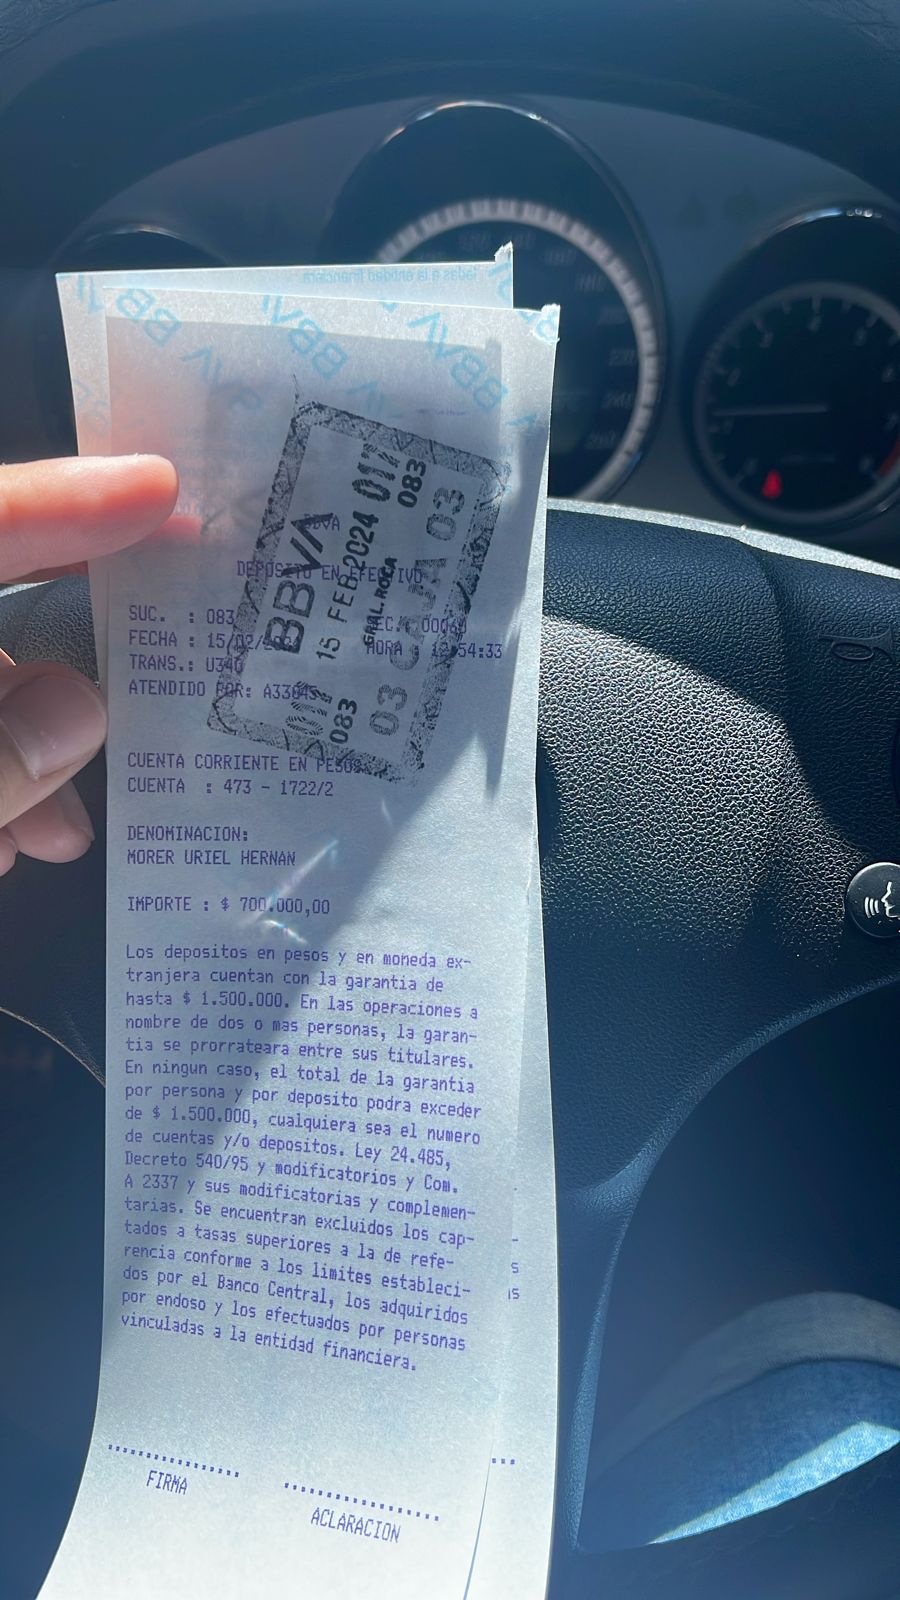 BBVA
DEPOSITO EN EFECTIVO
SUC. : 083
FECHA : 15/02/ HORA : 54:33
TRANS.: U340
ATENDIDO POR:
BBVA
15 FEB. 2024
GRAL. ROCA
017
083
03 CAJA 03
017
083
CUENTA CORRIENTE EN PESOS
CUENTA : 473 - 1722/2
DENOMINACION:
MORER URIEL HERNAN
IMPORTE : $ 700.000,00
Los depositos en pesos y en moneda ex-
tranjera cuentan con la garantia de
hasta $ 1.500.000. En las operaciones a
nombre de dos o mas personas, la garan-
tia se prorrateara entre sus titulares.
En ningun caso, el total de la garantia
por persona y por deposito podra exceder
de $ 1.500.000, cualquiera sea el numero
de cuentas y/o depositos. Ley 24.485,
Decreto 540/95 y modificatorios y Com.
A 2337 y sus modificatorias y complemen-
tarias. Se encuentran excluidos los cap-
tados a tasas superiores a la de refe-
rencia conforme a los limites estableci-
dos por el Banco Central, los adquiridos
por endoso y los efectuados por personas
vinculadas a la entidad financiera.
FIRMA
ACLARACION